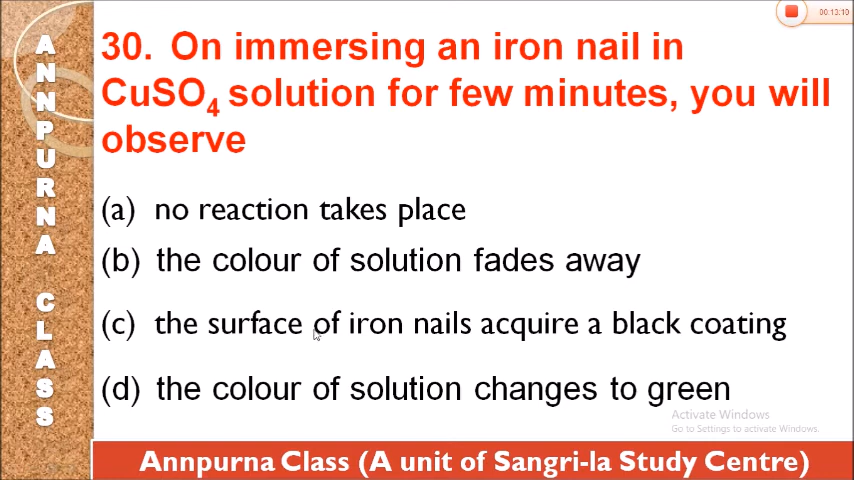 00:13:10
ANNPURNA CLASS
30. On immersing an iron nail in
CuSO₄ solution for few minutes, you will
observe
(a) no reaction takes place
(b) the colour of solution fades away
(c) the surface of iron nails acquire a black coating
(d) the colour of solution changes to green
Activate Windows
Go to Settings to activate Windows.
Annpurna Class (A unit of Sangri-la Study Centre)